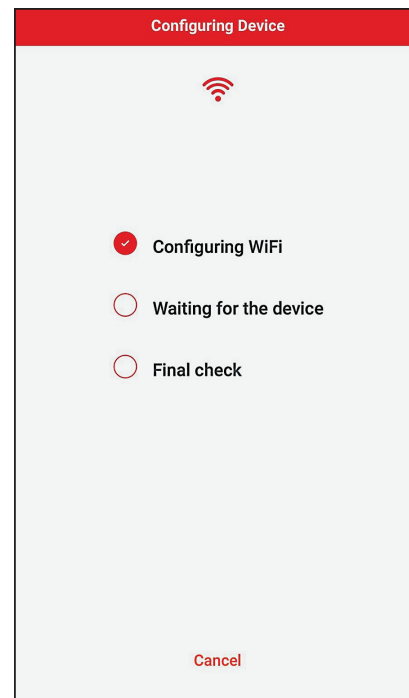 Configuring Device
Configuring WiFi
Waiting for the device
Final check
Cancel